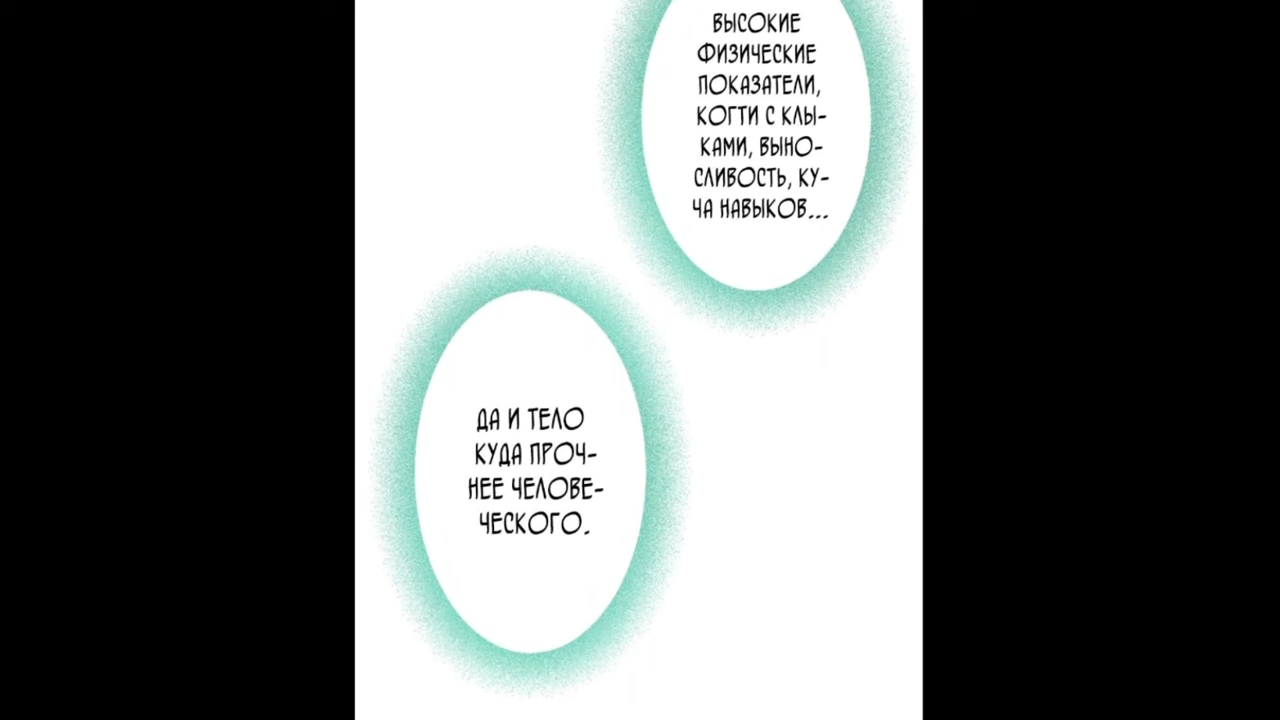 ВЫСОКИЕ
ФИЗИЧЕСКИЕ
ПОКАЗАТЕЛИ,
КОГТИ С КЛЫ-
КАМИ, ВЫНО-
СЛИВОСТЬ, КУ-
ЧА НАВЫКОВ...
ДА И ТЕЛО
КУДА ПРОЧ-
НЕЕ ЧЕЛОВЕ-
ЧЕСКОГО.